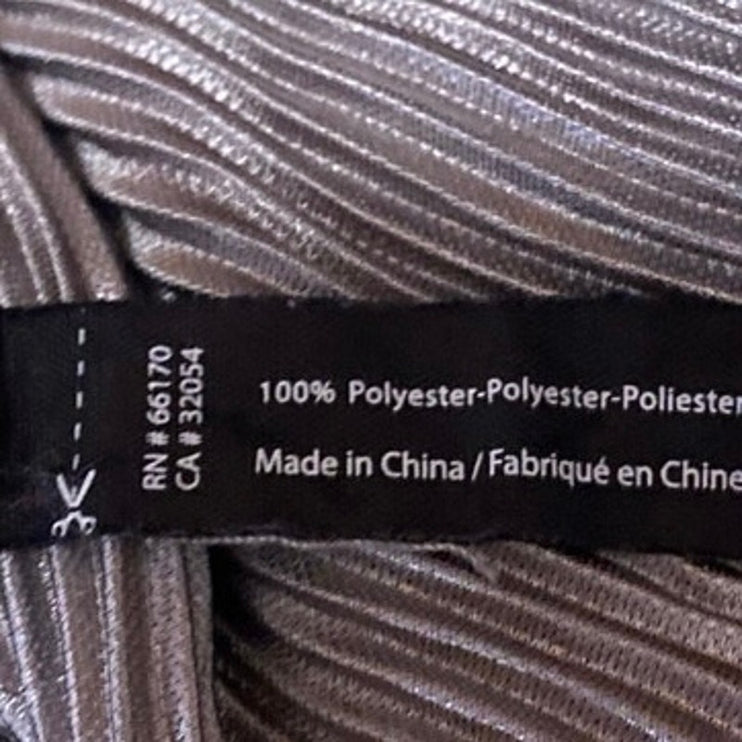 RN # 66170
CA # 32054
100% Polyester-Polyester-Poliester
Made in China / Fabriqué en Chine